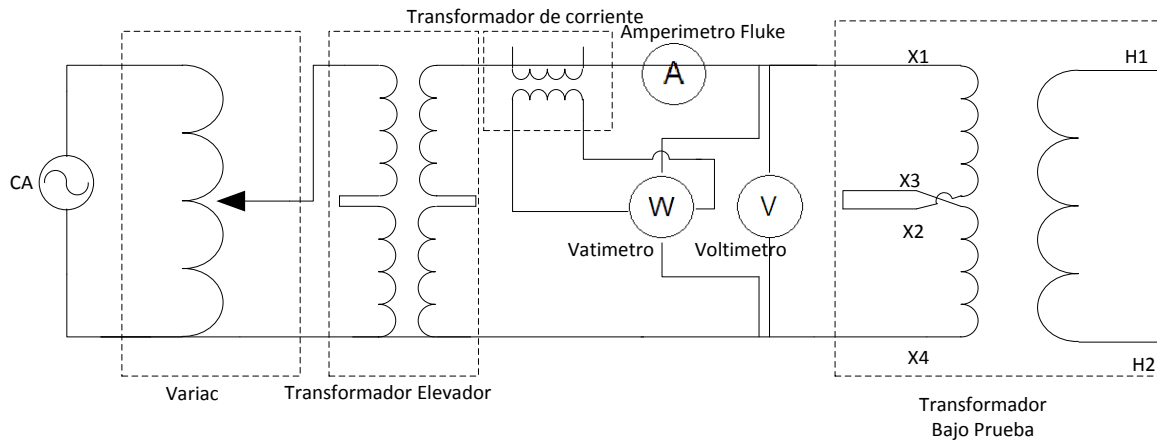 Transformador de corriente
Amperimetro Fluke
A
X1
H1
CA
W
V
X3
X2
Vatimetro
Voltimetro
X4
H2
Variac
Transformador Elevador
Transformador
Bajo Prueba